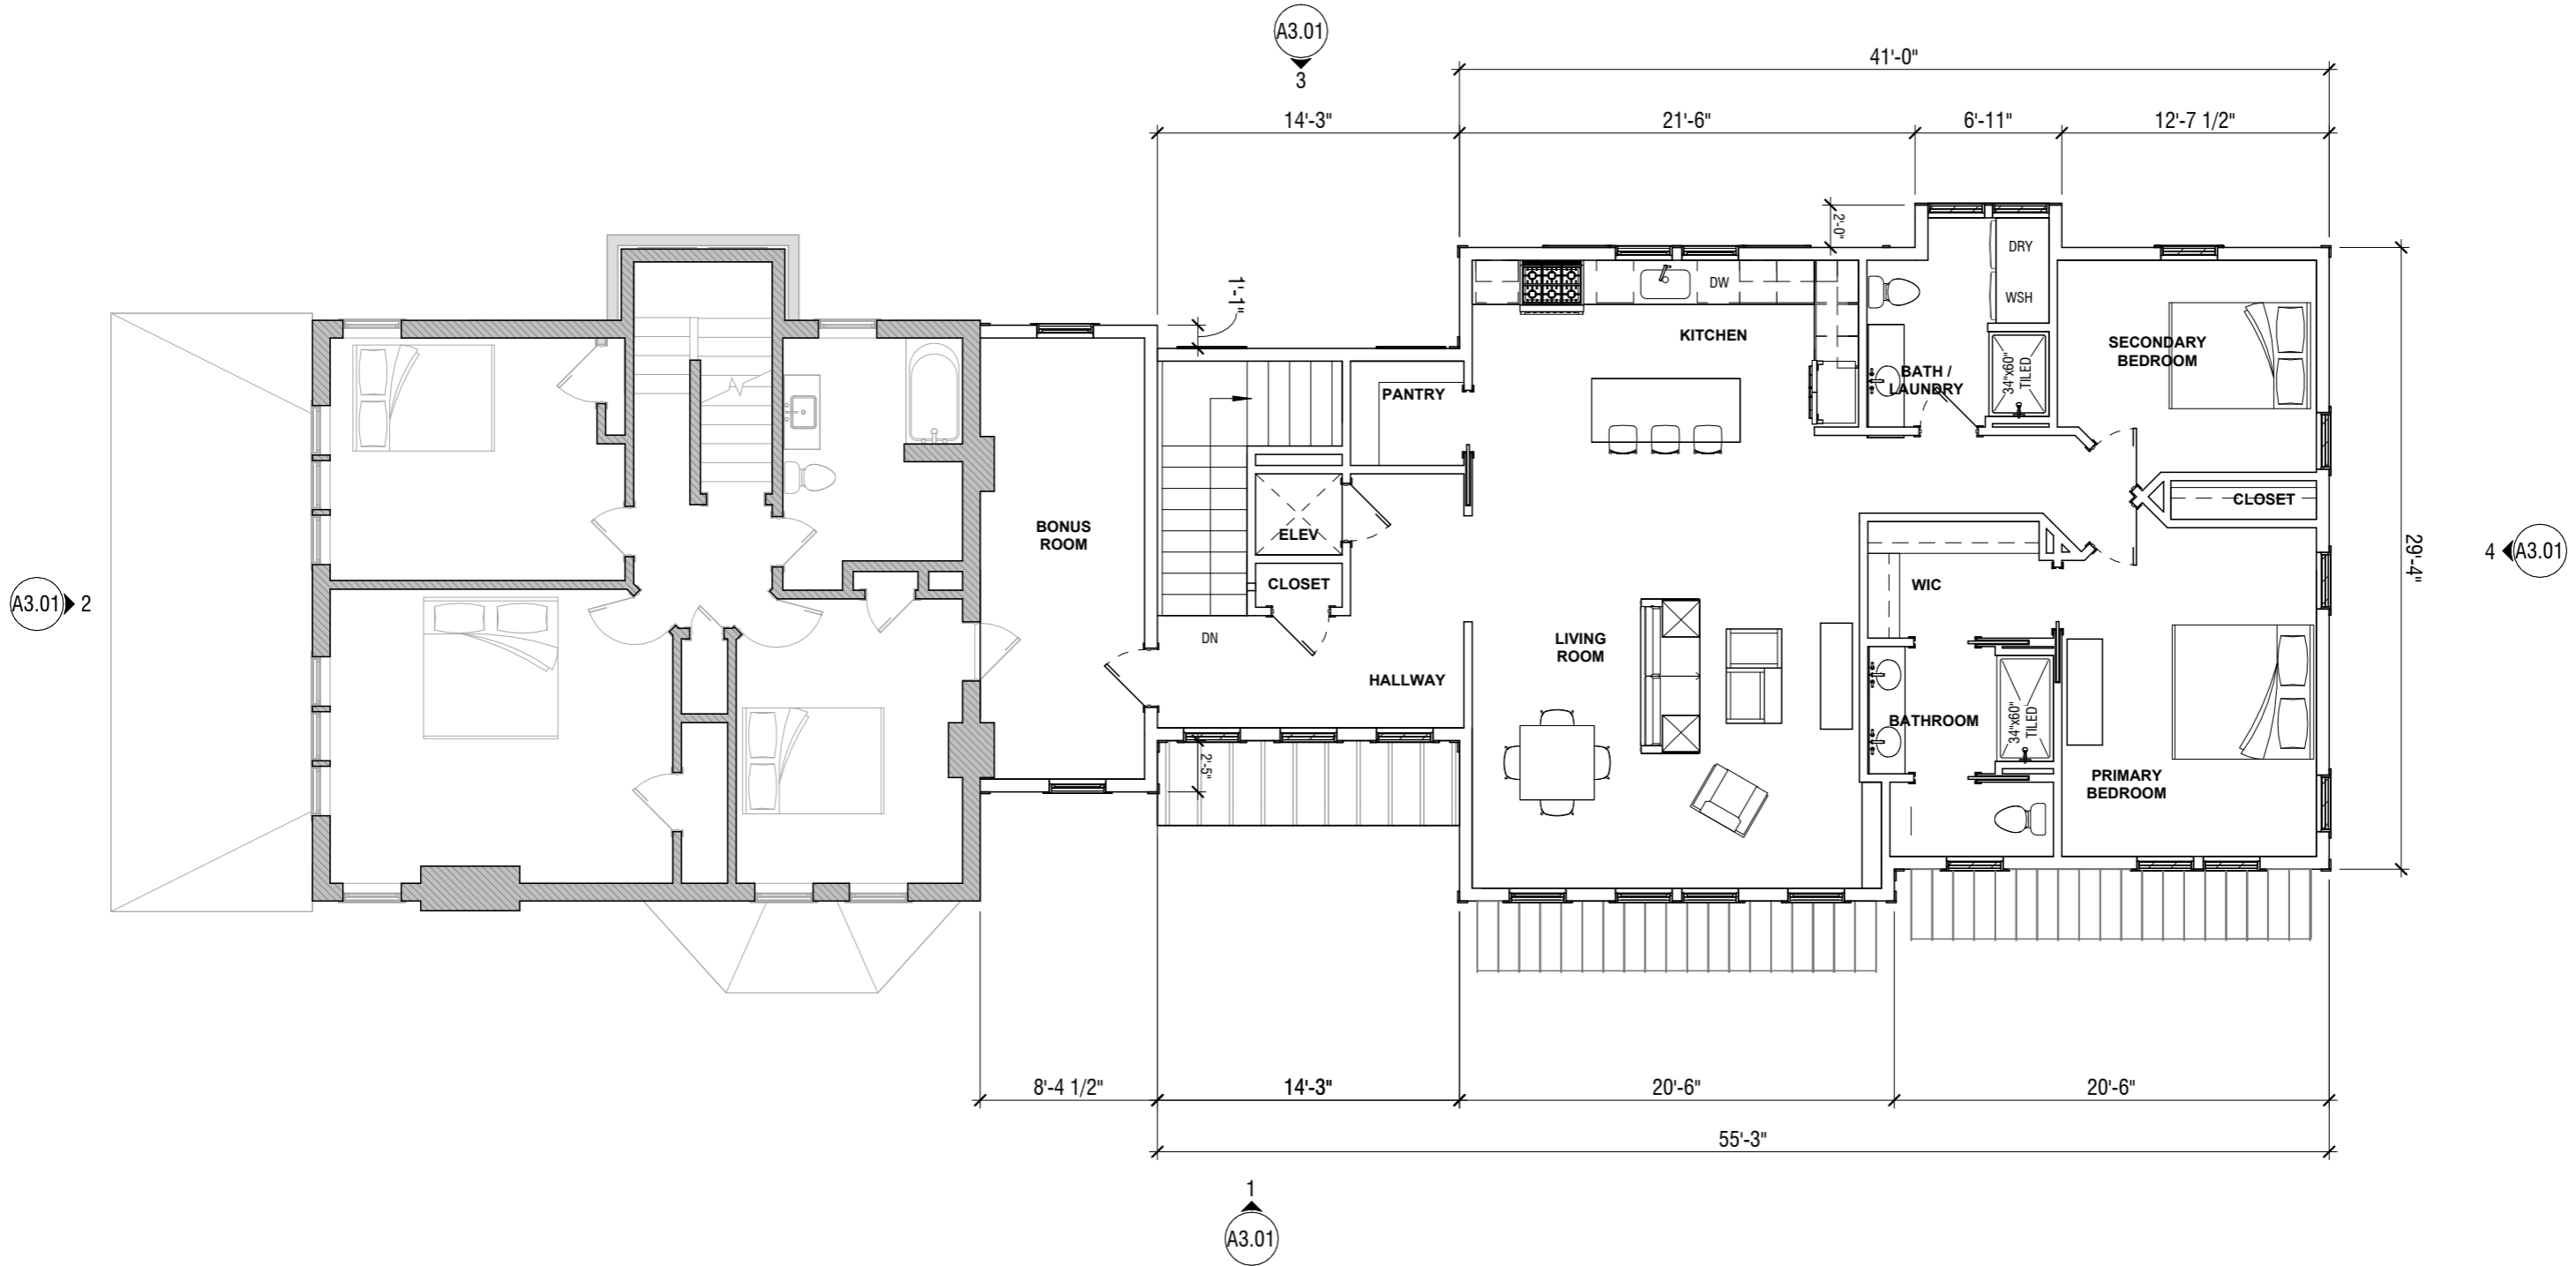 A3.01
3
41'-0"
14'-3"
21'-6"
6'-11"
12'-7 1/2"
2'-0"
1'-1"
DRY
WSH
DW
KITCHEN
SECONDARY
BEDROOM
34"x60"
TILED
BATH /
LAUNDRY
PANTRY
CLOSET
BONUS
ROOM
ELEV
29'-4"
4
A3.01
A3.01
2
CLOSET
WIC
DN
LIVING
ROOM
HALLWAY
34"x60"
TILED
BATHROOM
2'-5"
PRIMARY
BEDROOM
8'-4 1/2"
14'-3"
20'-6"
20'-6"
55'-3"
1
A3.01